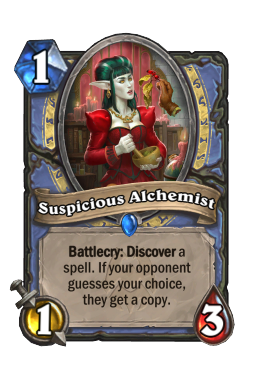 1
Suspicious Alchemist
Battlecry: Discover a
spell. If your opponent
guesses your choice,
they get a copy.
1
3